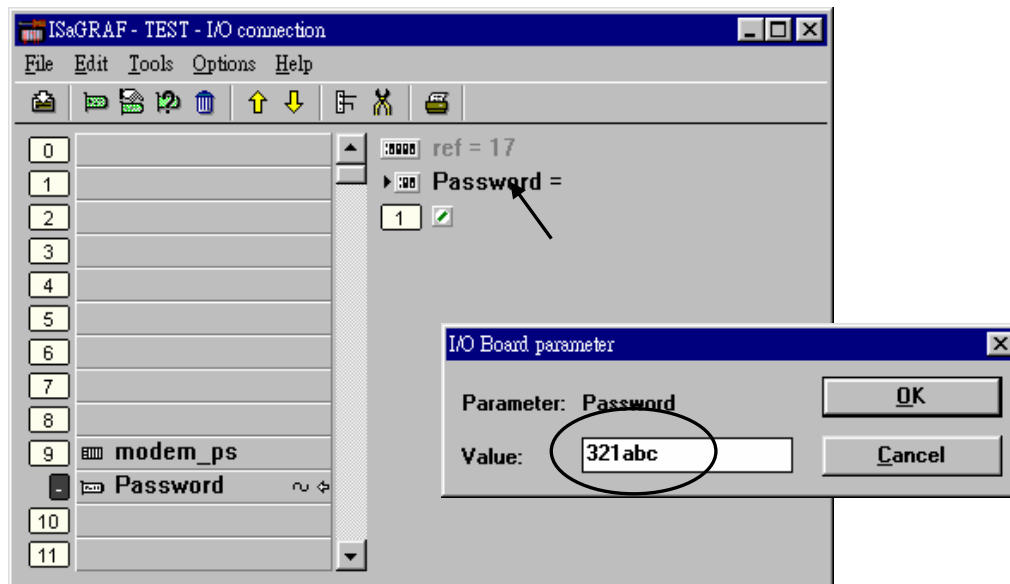 ISaGRAF - TEST - I/O connection
File Edit Tools Options Help
0
1
2
3
4
5
6
7
8
9 modem_ps
- Password
10
11
ref = 17
Password =
1
I/O Board parameter
Parameter: Password
Value: 321abc
OK
Cancel